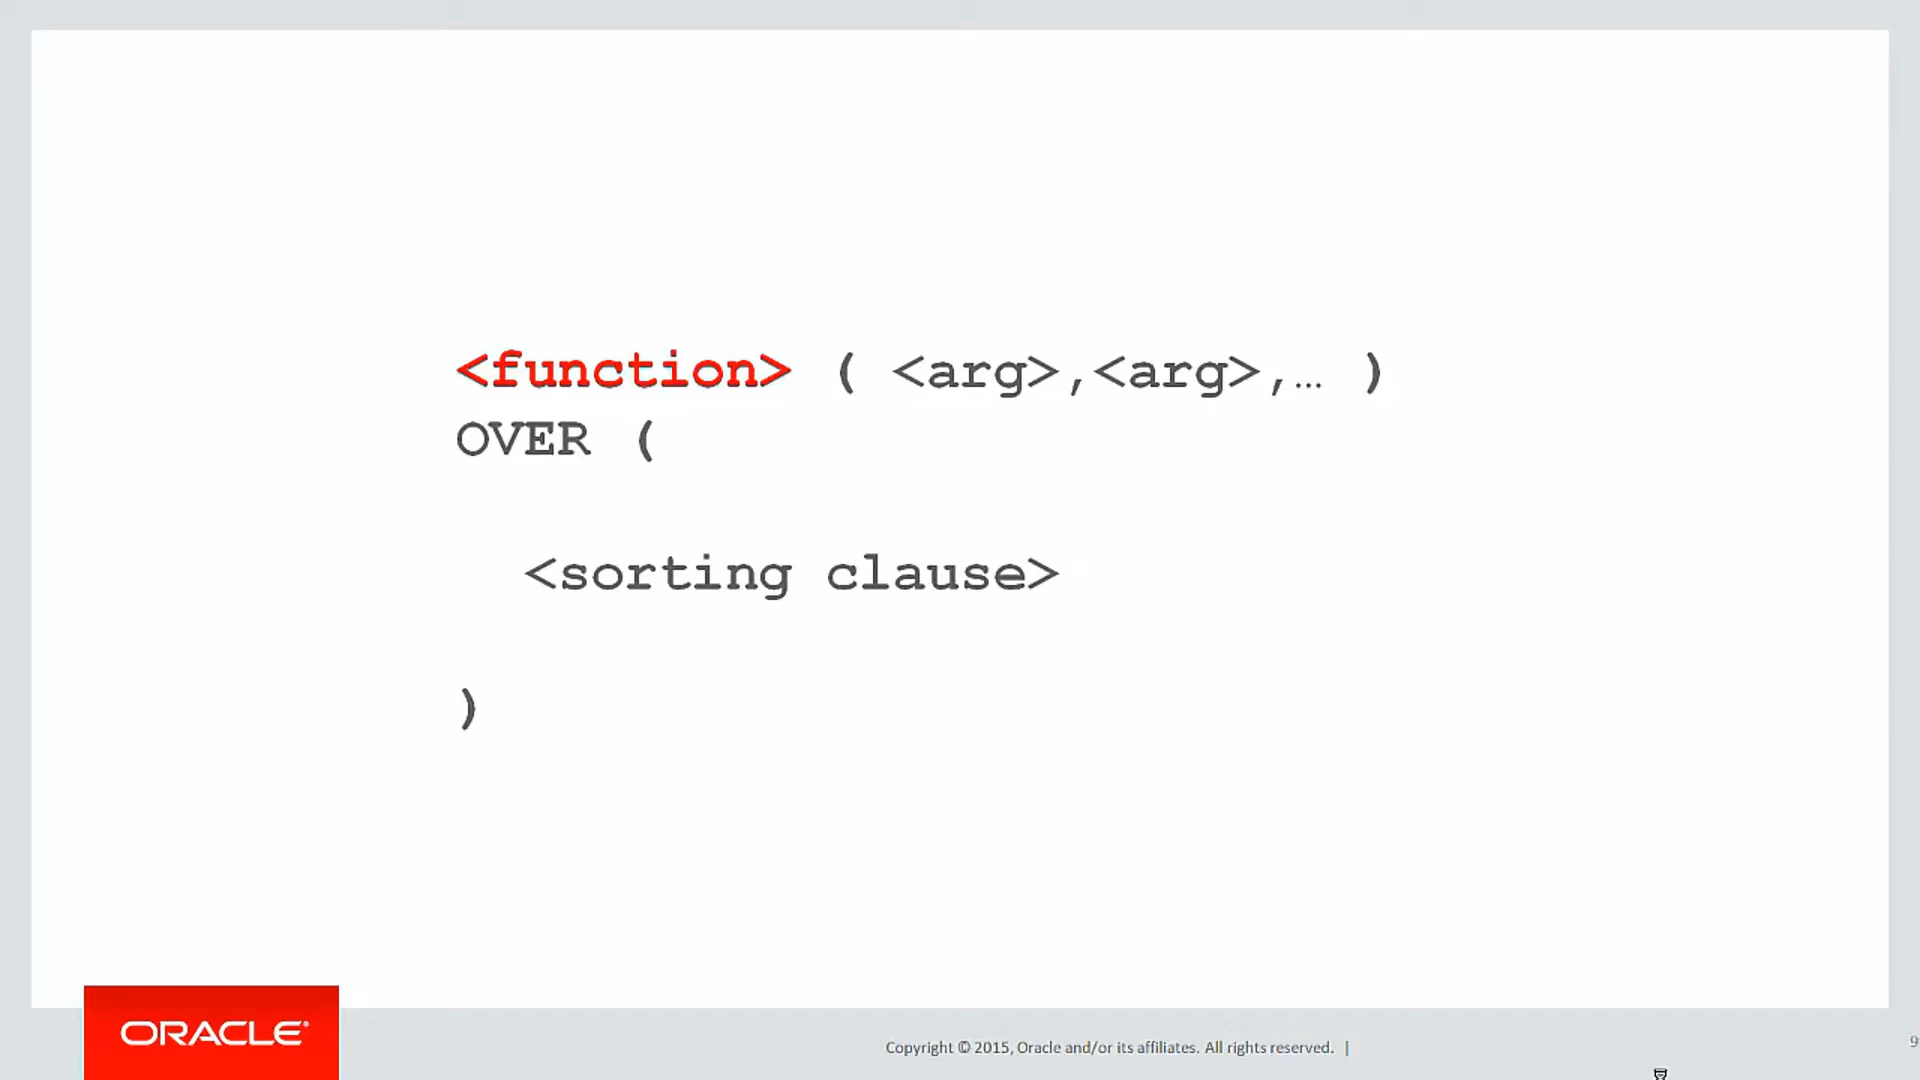 <function> ( <arg>,<arg>,… )
OVER (
<sorting clause>
)
ORACLE®
Copyright © 2015, Oracle and/or its affiliates. All rights reserved. |
9